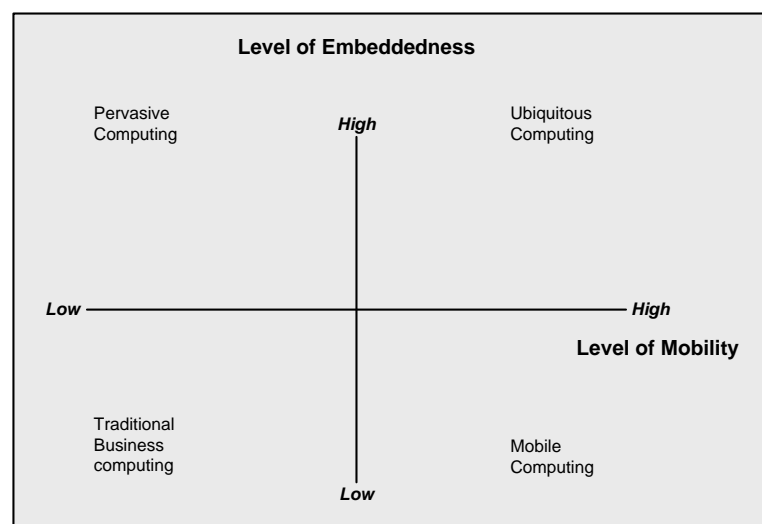 Level of Embeddedness
Pervasive
Computing
High
Ubiquitous
Computing
Low
High
Level of Mobility
Traditional
Business
computing
Mobile
Computing
Low